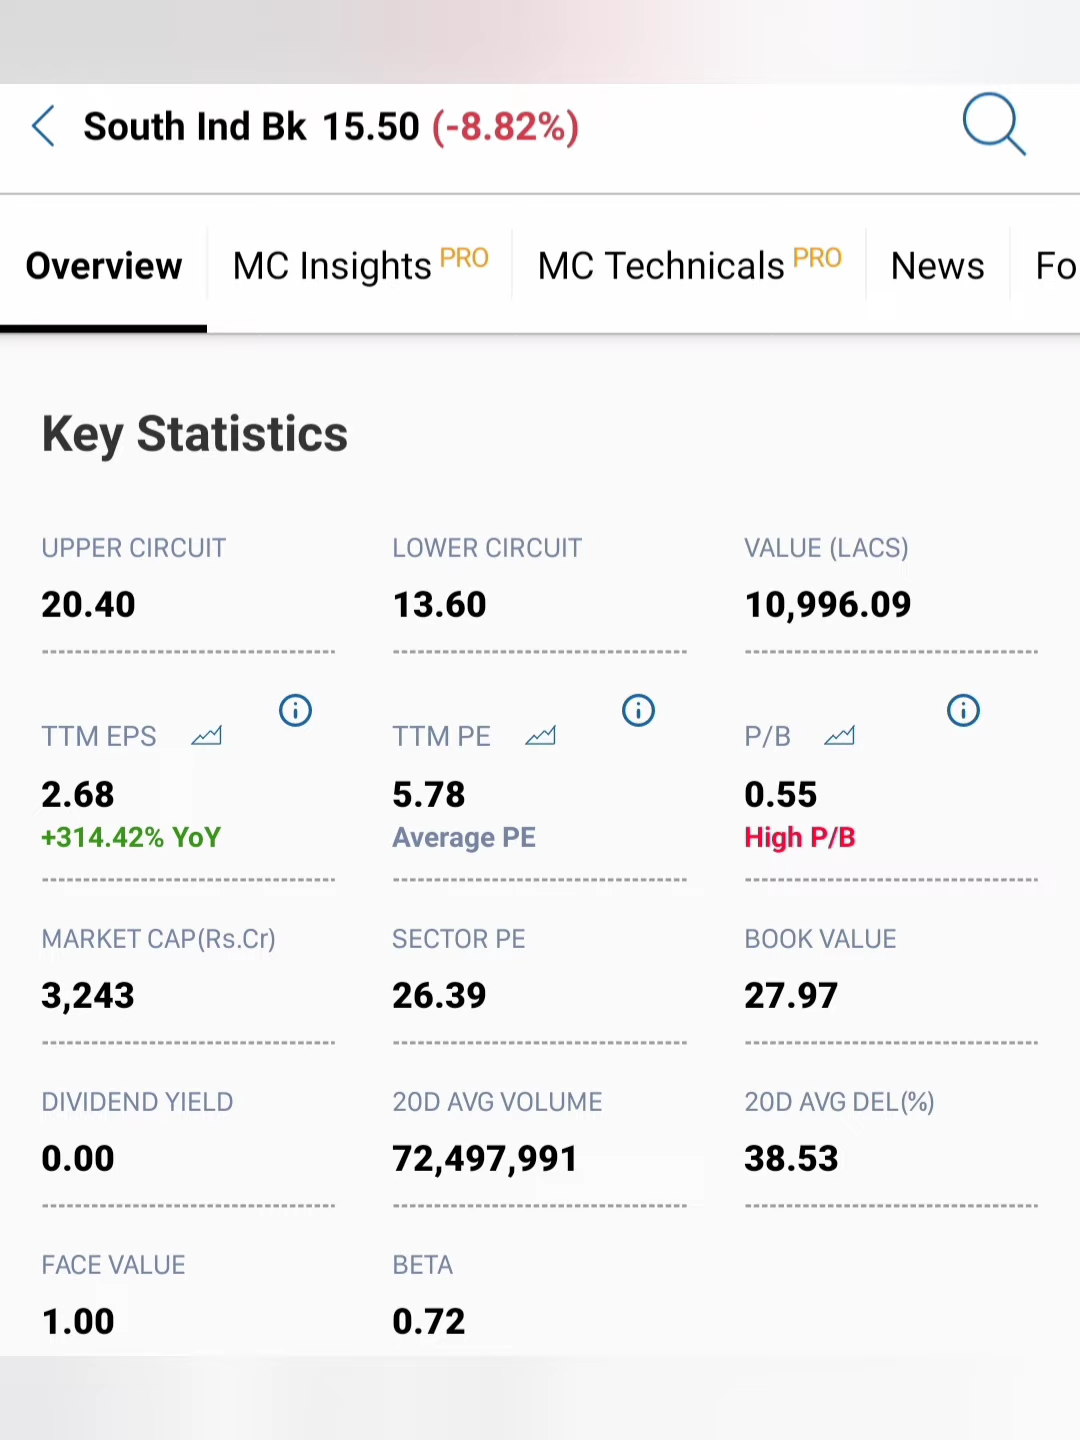 South Ind Bk 15.50 (-8.82%)
Overview MC Insights PRO MC Technicals PRO News Fo
Key Statistics
UPPER CIRCUIT LOWER CIRCUIT VALUE (LACS)
20.40 13.60 10,996.09
TTM EPS TTM PE P/B
2.68 5.78 0.55
+314.42% YoY Average PE High P/B
MARKET CAP(Rs.Cr) SECTOR PE BOOK VALUE
3,243 26.39 27.97
DIVIDEND YIELD 20D AVG VOLUME 20D AVG DEL(%)
0.00 72,497,991 38.53
FACE VALUE BETA
1.00 0.72